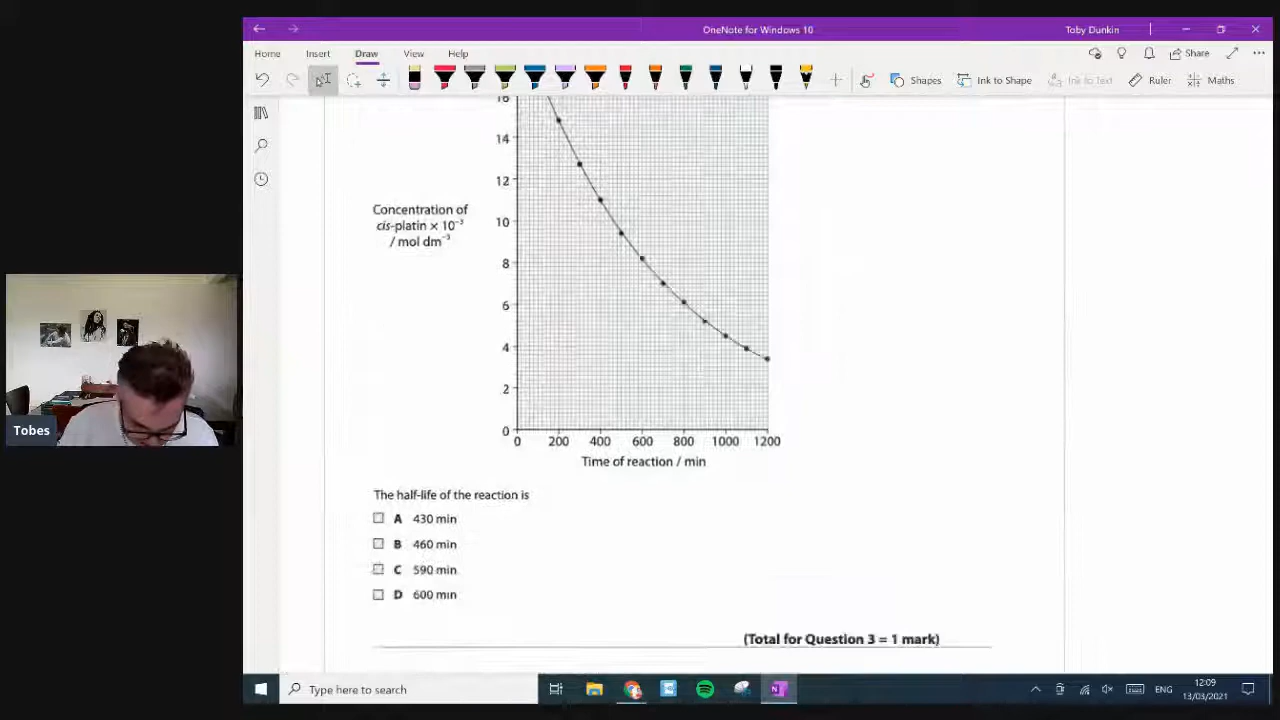 OneNote for Windows 10
Toby Dunkin
Home Insert Draw View Help
Share
Shapes Ink to Shape Ink to Text Ruler Maths
16
14
12
10
8
6
4
2
0
Concentration of
cis-platin × 10⁻³
/ mol dm⁻³
0 200 400 600 800 1000 1200
Time of reaction / min
Tobes
The half-life of the reaction is
A 430 min
B 460 min
C 590 min
D 600 min
(Total for Question 3 = 1 mark)
Type here to search
ENG
12:09
13/03/2021